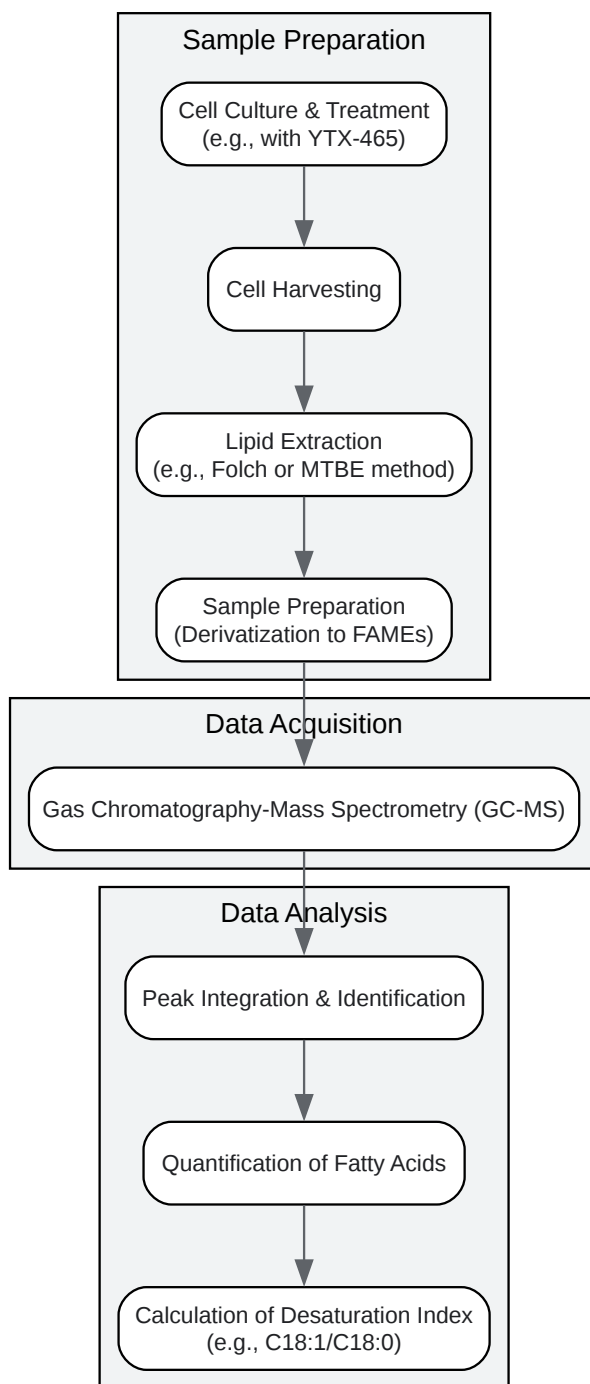 Sample Preparation
Cell Culture & Treatment
(e.g., with YTX-465)
Cell Harvesting
Lipid Extraction
(e.g., Folch or MTBE method)
Sample Preparation
(Derivatization to FAMEs)
Data Acquisition
Gas Chromatography-Mass Spectrometry (GC-MS)
Data Analysis
Peak Integration & Identification
Quantification of Fatty Acids
Calculation of Desaturation Index
(e.g., C18:1/C18:0)